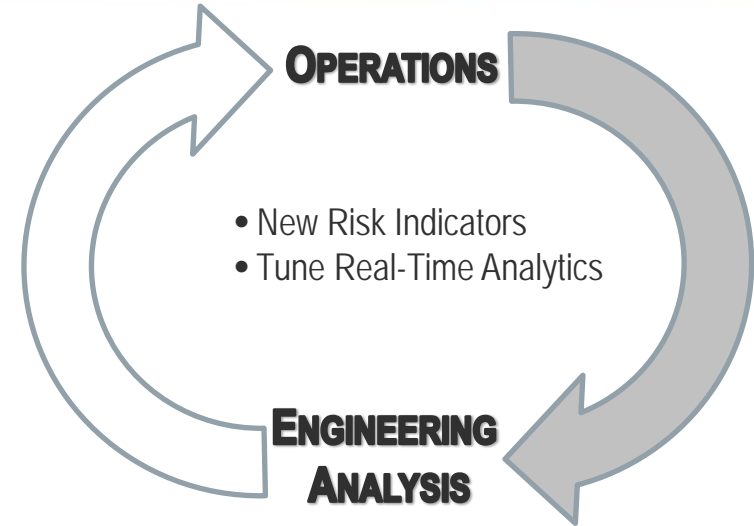 OPERATIONS
• New Risk Indicators
• Tune Real-Time Analytics
ENGINEERING
ANALYSIS